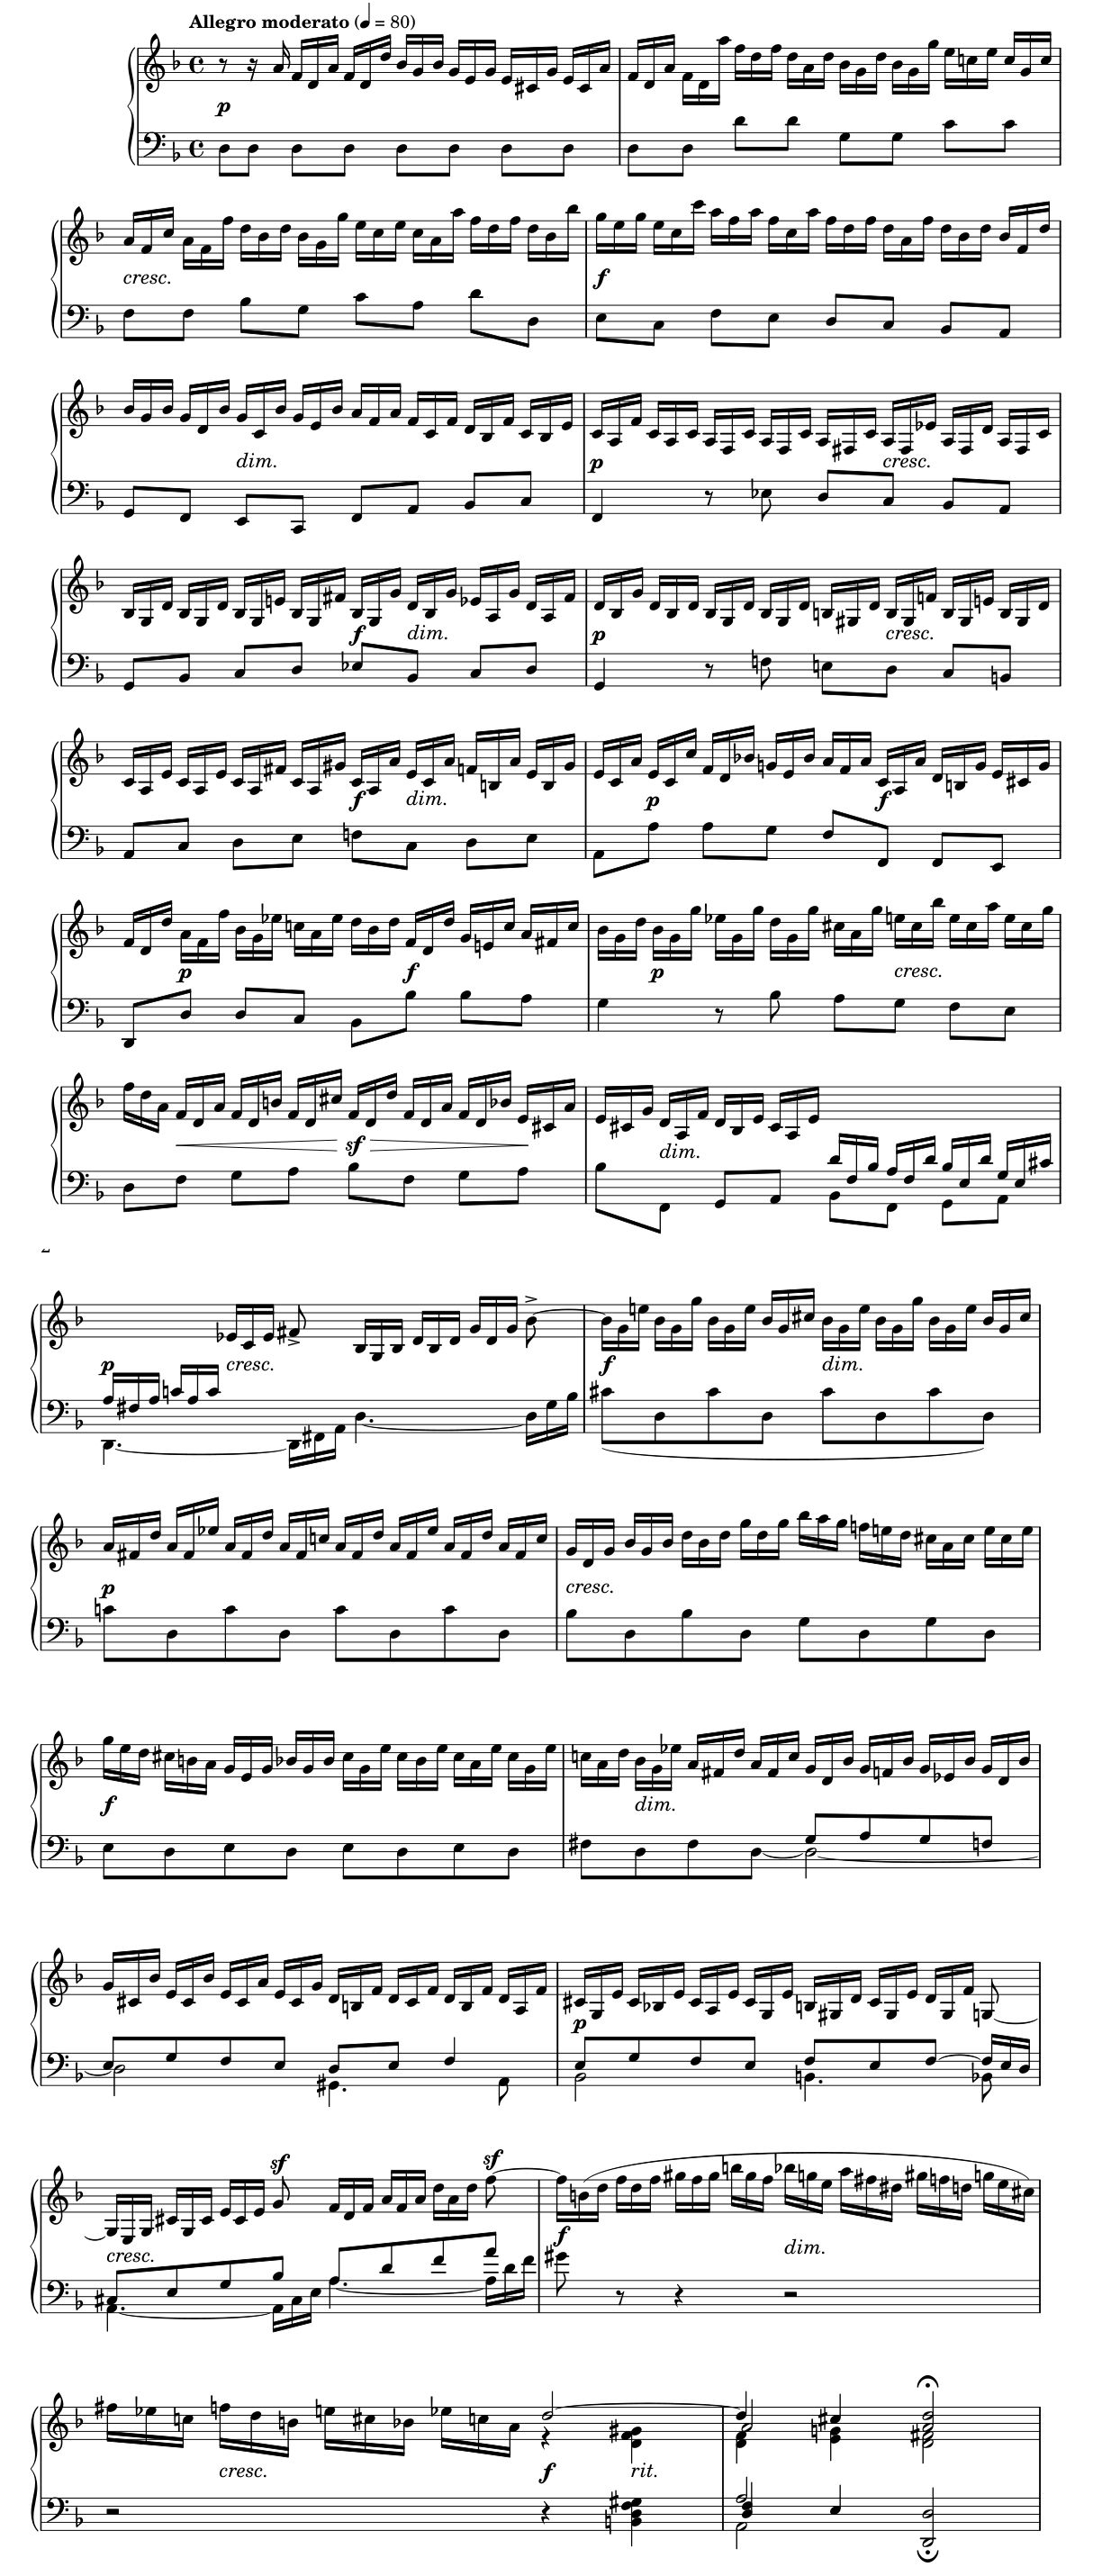 Allegro moderato (♩ = 80)
p
cresc.
f
dim.
p
cresc.
f
dim.
p
cresc.
f
dim.
p
f
p
f
p
cresc.
sf
dim.
p
cresc.
f
dim.
p
cresc.
f
dim.
p
sf
sf
cresc.
f
dim.
cresc.
f
rit.